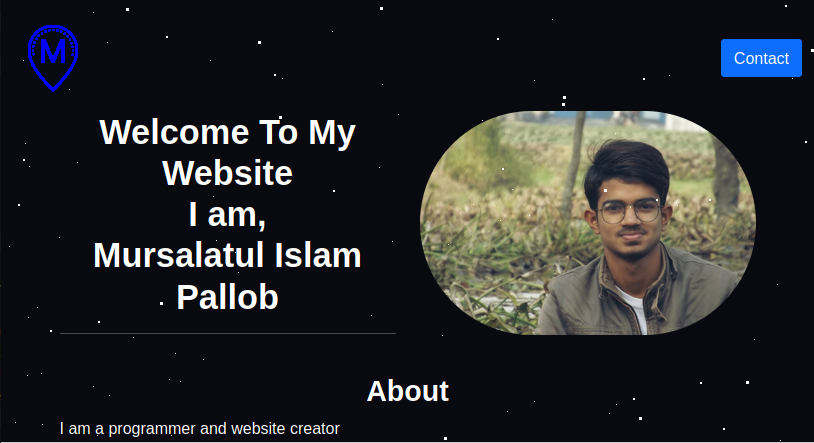 M
Contact
Welcome To My
Website
I am,
Mursalatul Islam
Pallob
About
I am a programmer and website creator